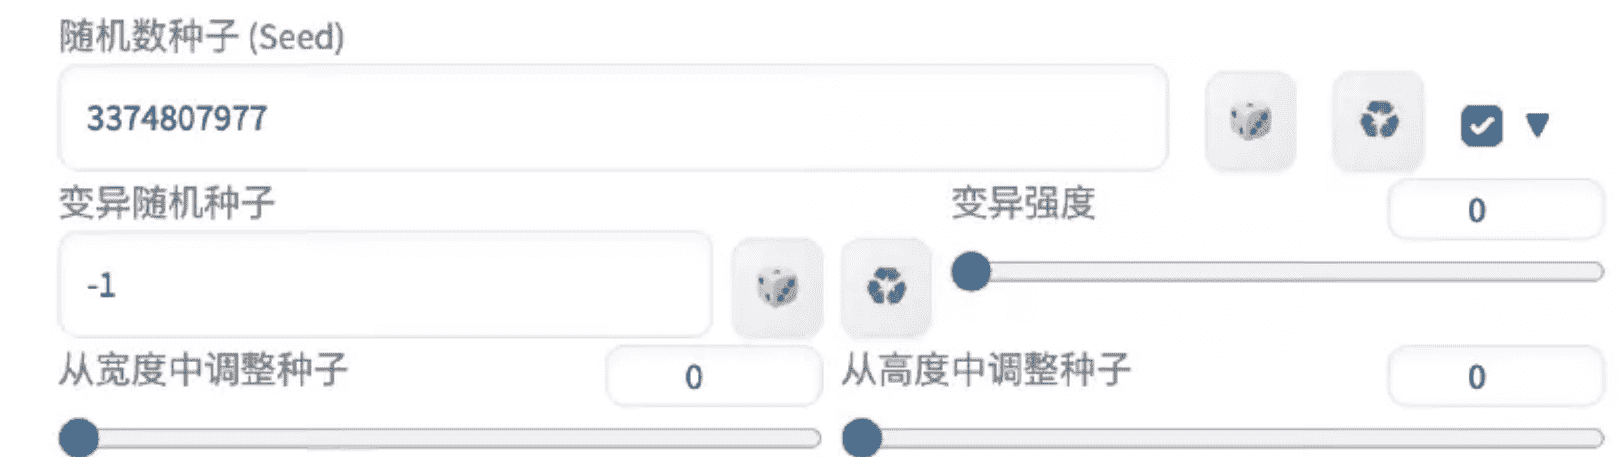 随机数种子 (Seed)
3374807977
变异随机种子
变异强度
0
-1
从宽度中调整种子
0
从高度中调整种子
0